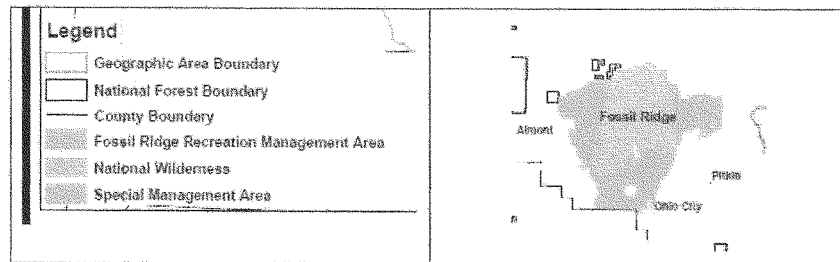 Legend
Geographic Area Boundary
National Forest Boundary
County Boundary
Fossil Ridge Recreation Management Area
National Wilderness
Special Management Area
Fossil Ridge
Almont
Pitkin
Ohio City